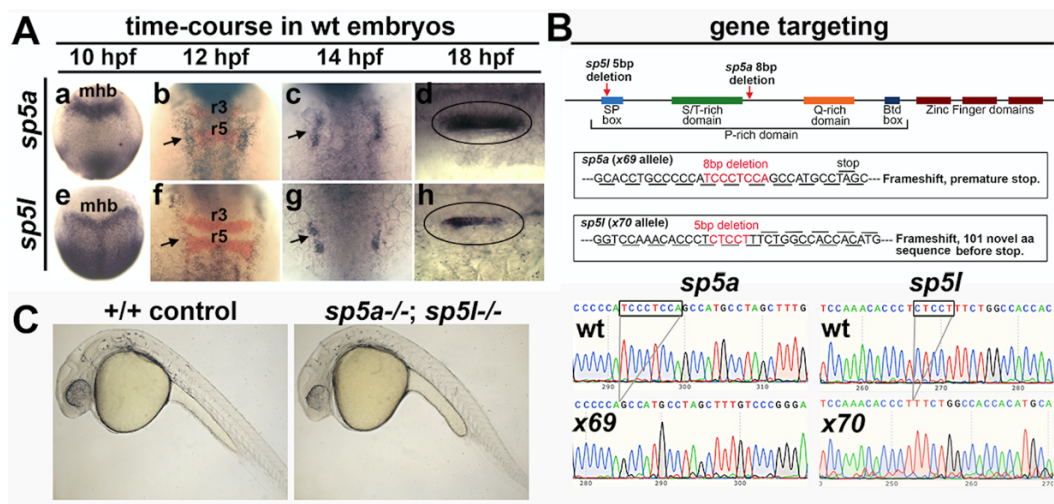 A
time-course in wt embryos
10 hpf 12 hpf 14 hpf 18 hpf
sp5a
a mhb
b r3 r5
c
d
sp5l
e mhb
f r3 r5
g
h
B
gene targeting
sp5l 5bp
deletion
sp5a 8bp
deletion
SP
box
S/T-rich
domain
Q-rich
domain
Btd
box
Zinc Finger domains
P-rich domain
sp5a (x69 allele)
8bp deletion
stop
---GCACCTGCCCCCATCCCTCCAGCCATGCCTAGC--- Frameshift, premature stop.
sp5l (x70 allele)
5bp deletion
---GGTCCAAACACCCTCTCCTTTCTGGCCACCACATG--- Frameshift, 101 novel aa
sequence before stop.
sp5a
sp5l
CCCCCATCCCTCCAGCCATGCCTAGCTTTG
TCCAAACACCCTCTCCTTTCTGGCCACCAC
wt
wt
290 300 310
260 270 280
CCCCCAGCCATGCCTAGCTTTGTCCCGGGA
TCCAAACACCCTTTCTGGCCACCACATGCA
x69
x70
280 290 300
250 260 270
C
+/+ control
sp5a-/-; sp5l-/-